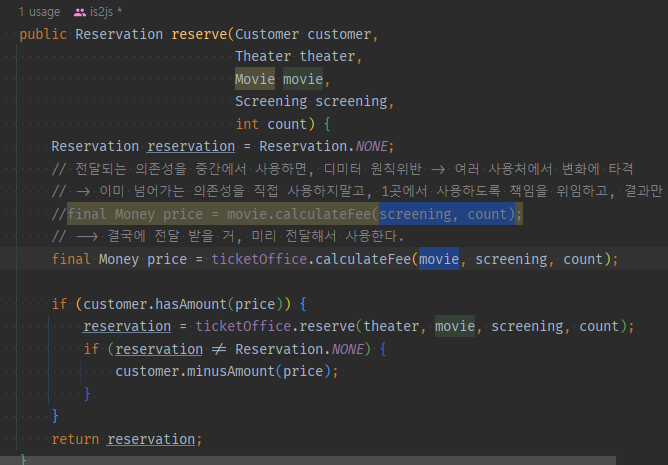 1 usage is2js *
public Reservation reserve(Customer customer,
Theater theater,
Movie movie,
Screening screening,
int count) {
Reservation reservation = Reservation.NONE;
// 전달되는 의존성을 중간에서 사용하면, 디미터 원칙위반 -> 여러 사용처에서 변화에 타격
// -> 이미 넘어가는 의존성을 직접 사용하지말고, 1곳에서 사용하도록 책임을 위임하고, 결과만
//final Money price = movie.calculateFee(screening, count);
// --> 결국에 전달 받을 거, 미리 전달해서 사용한다.
final Money price = ticketOffice.calculateFee(movie, screening, count);
if (customer.hasAmount(price)) {
reservation = ticketOffice.reserve(theater, movie, screening, count);
if (reservation != Reservation.NONE) {
customer.minusAmount(price);
}
}
return reservation;
}